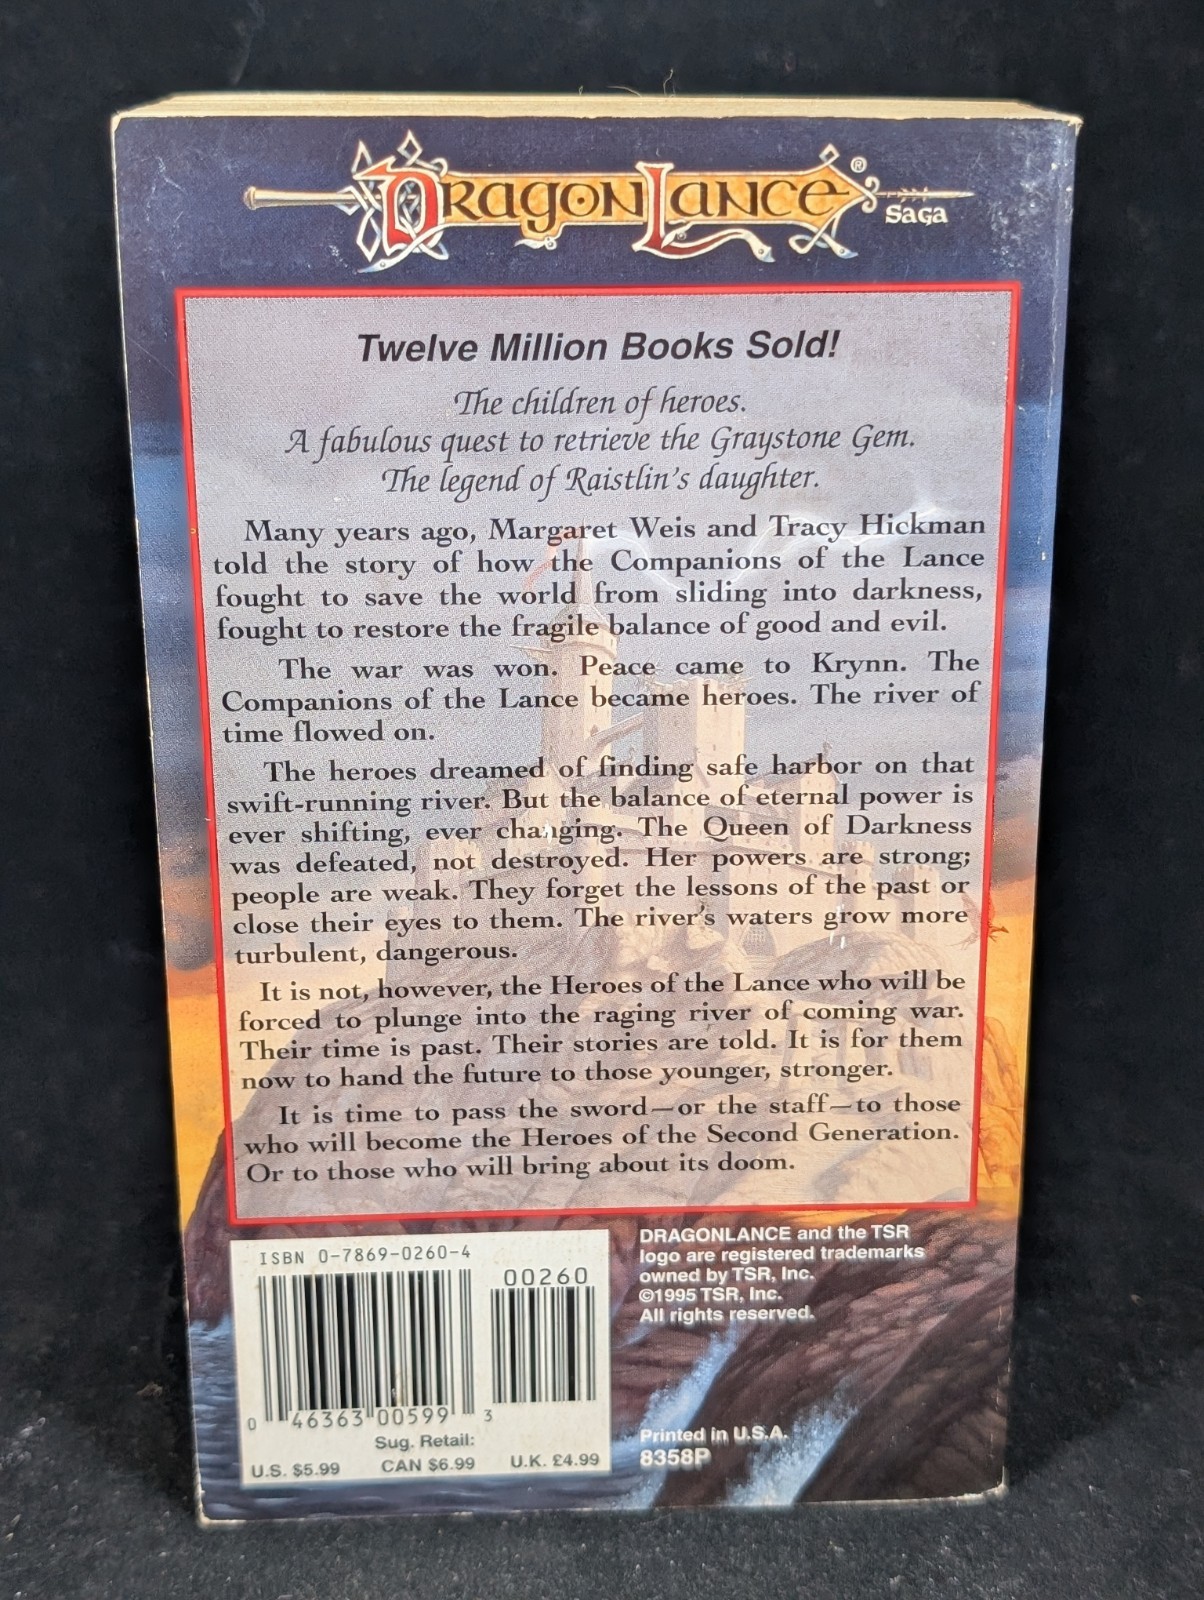 DRAGONLANCE®
SAGA
Twelve Million Books Sold!
The children of heroes.
A fabulous quest to retrieve the Graystone Gem.
The legend of Raistlin's daughter.
Many years ago, Margaret Weis and Tracy Hickman
told the story of how the Companions of the Lance
fought to save the world from sliding into darkness,
fought to restore the fragile balance of good and evil.
The war was won. Peace came to Krynn. The
Companions of the Lance became heroes. The river of
time flowed on.
The heroes dreamed of finding safe harbor on that
swift-running river. But the balance of eternal power is
ever shifting, ever changing. The Queen of Darkness
was defeated, not destroyed. Her powers are strong;
people are weak. They forget the lessons of the past or
close their eyes to them. The river's waters grow more
turbulent, dangerous.
It is not, however, the Heroes of the Lance who will be
forced to plunge into the raging river of coming war.
Their time is past. Their stories are told. It is for them
now to hand the future to those younger, stronger.
It is time to pass the sword—or the staff—to those
who will become the Heroes of the Second Generation.
Or to those who will bring about its doom.
ISBN 0-7869-0260-4
00260
0 46363 00599 3
Sug. Retail:
U.S. $5.99 CAN $6.99 U.K. £4.99
DRAGONLANCE and the TSR
logo are registered trademarks
owned by TSR, Inc.
©1995 TSR, Inc.
All rights reserved.
Printed in U.S.A.
8358P